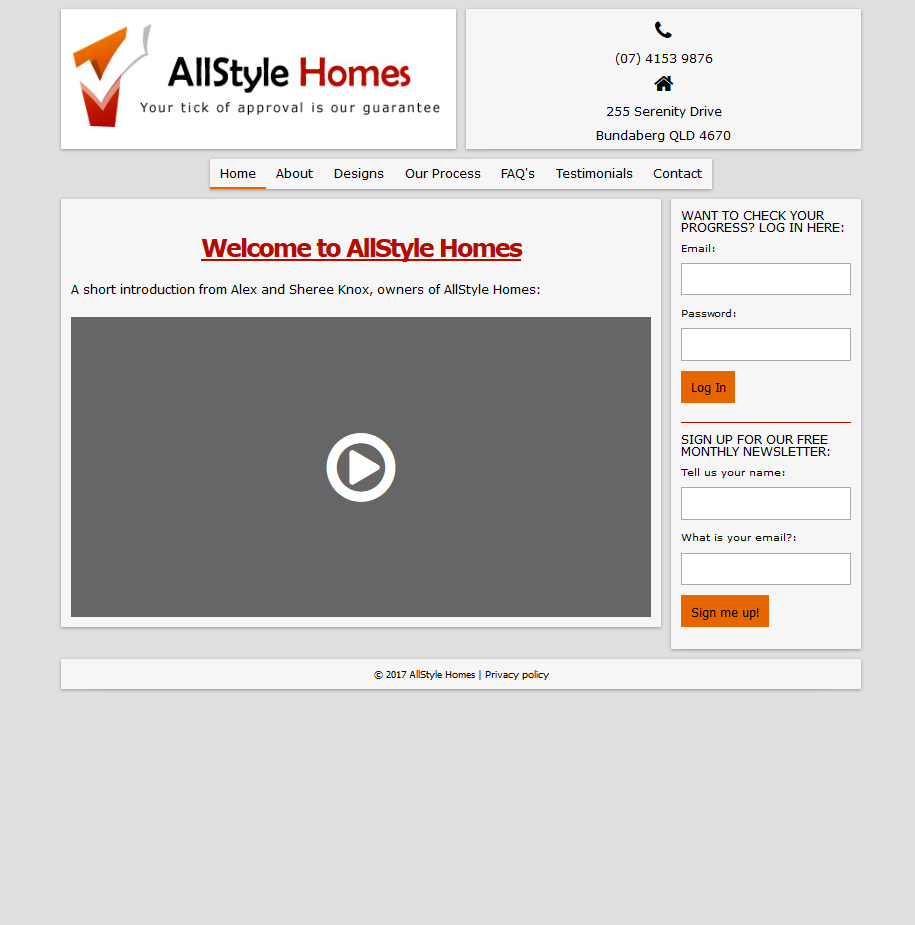 AllStyle Homes
Your tick of approval is our guarantee
(07) 4153 9876
255 Serenity Drive
Bundaberg QLD 4670
Home About Designs Our Process FAQ's Testimonials Contact
Welcome to AllStyle Homes
A short introduction from Alex and Sheree Knox, owners of AllStyle Homes:
WANT TO CHECK YOUR
PROGRESS? LOG IN HERE:
Email:
Password:
Log In
SIGN UP FOR OUR FREE
MONTHLY NEWSLETTER:
Tell us your name:
What is your email?:
Sign me up!
© 2017 AllStyle Homes | Privacy policy